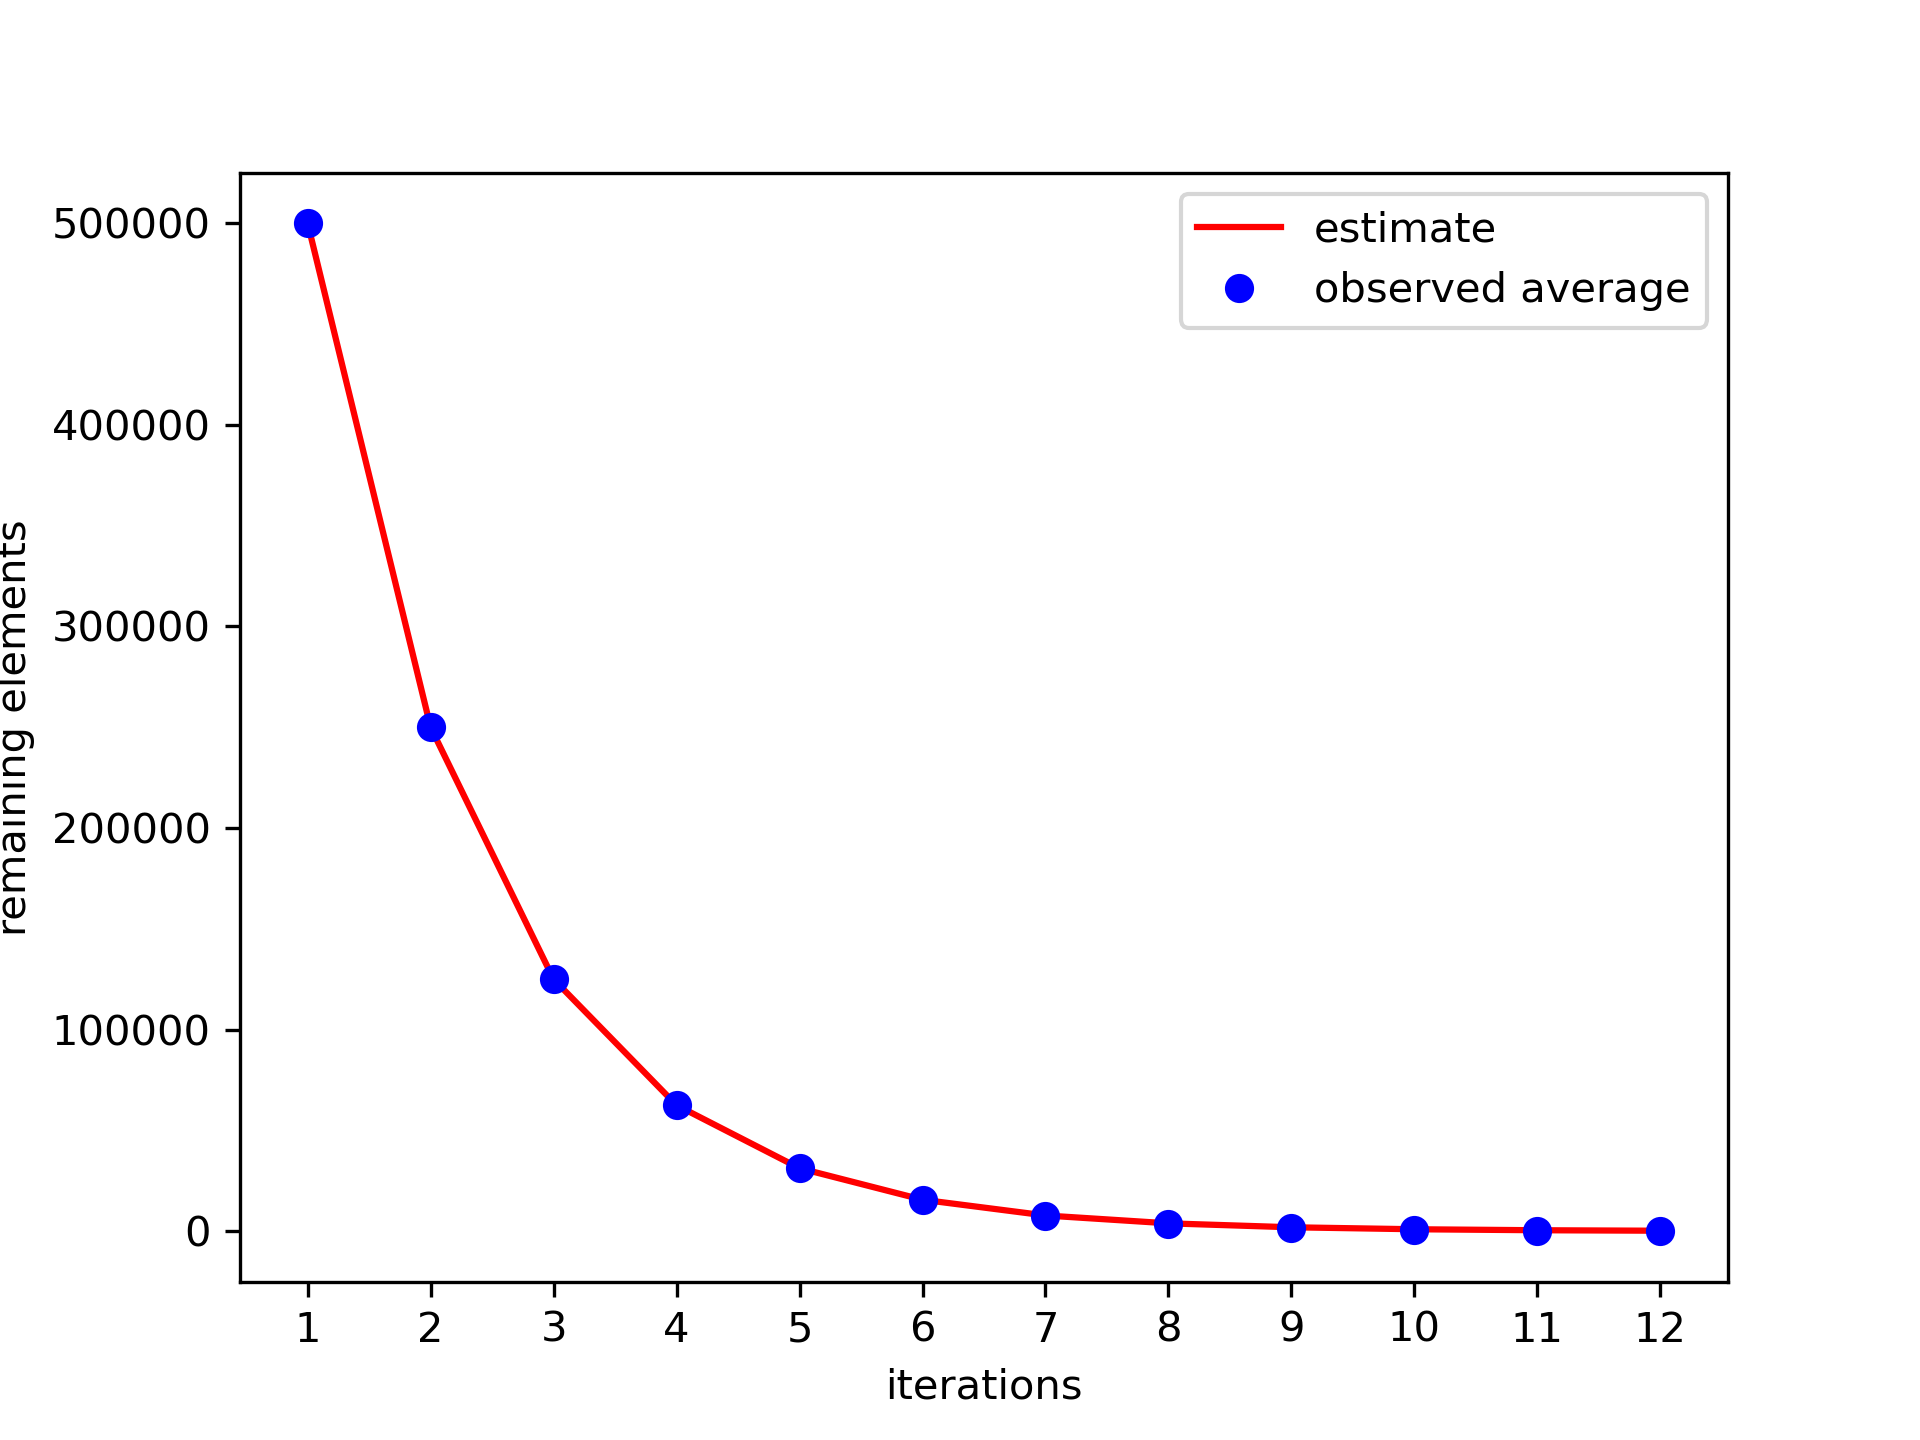 estimate
observed average
500000
400000
300000
200000
100000
0
remaining elements
1 2 3 4 5 6 7 8 9 10 11 12
iterations